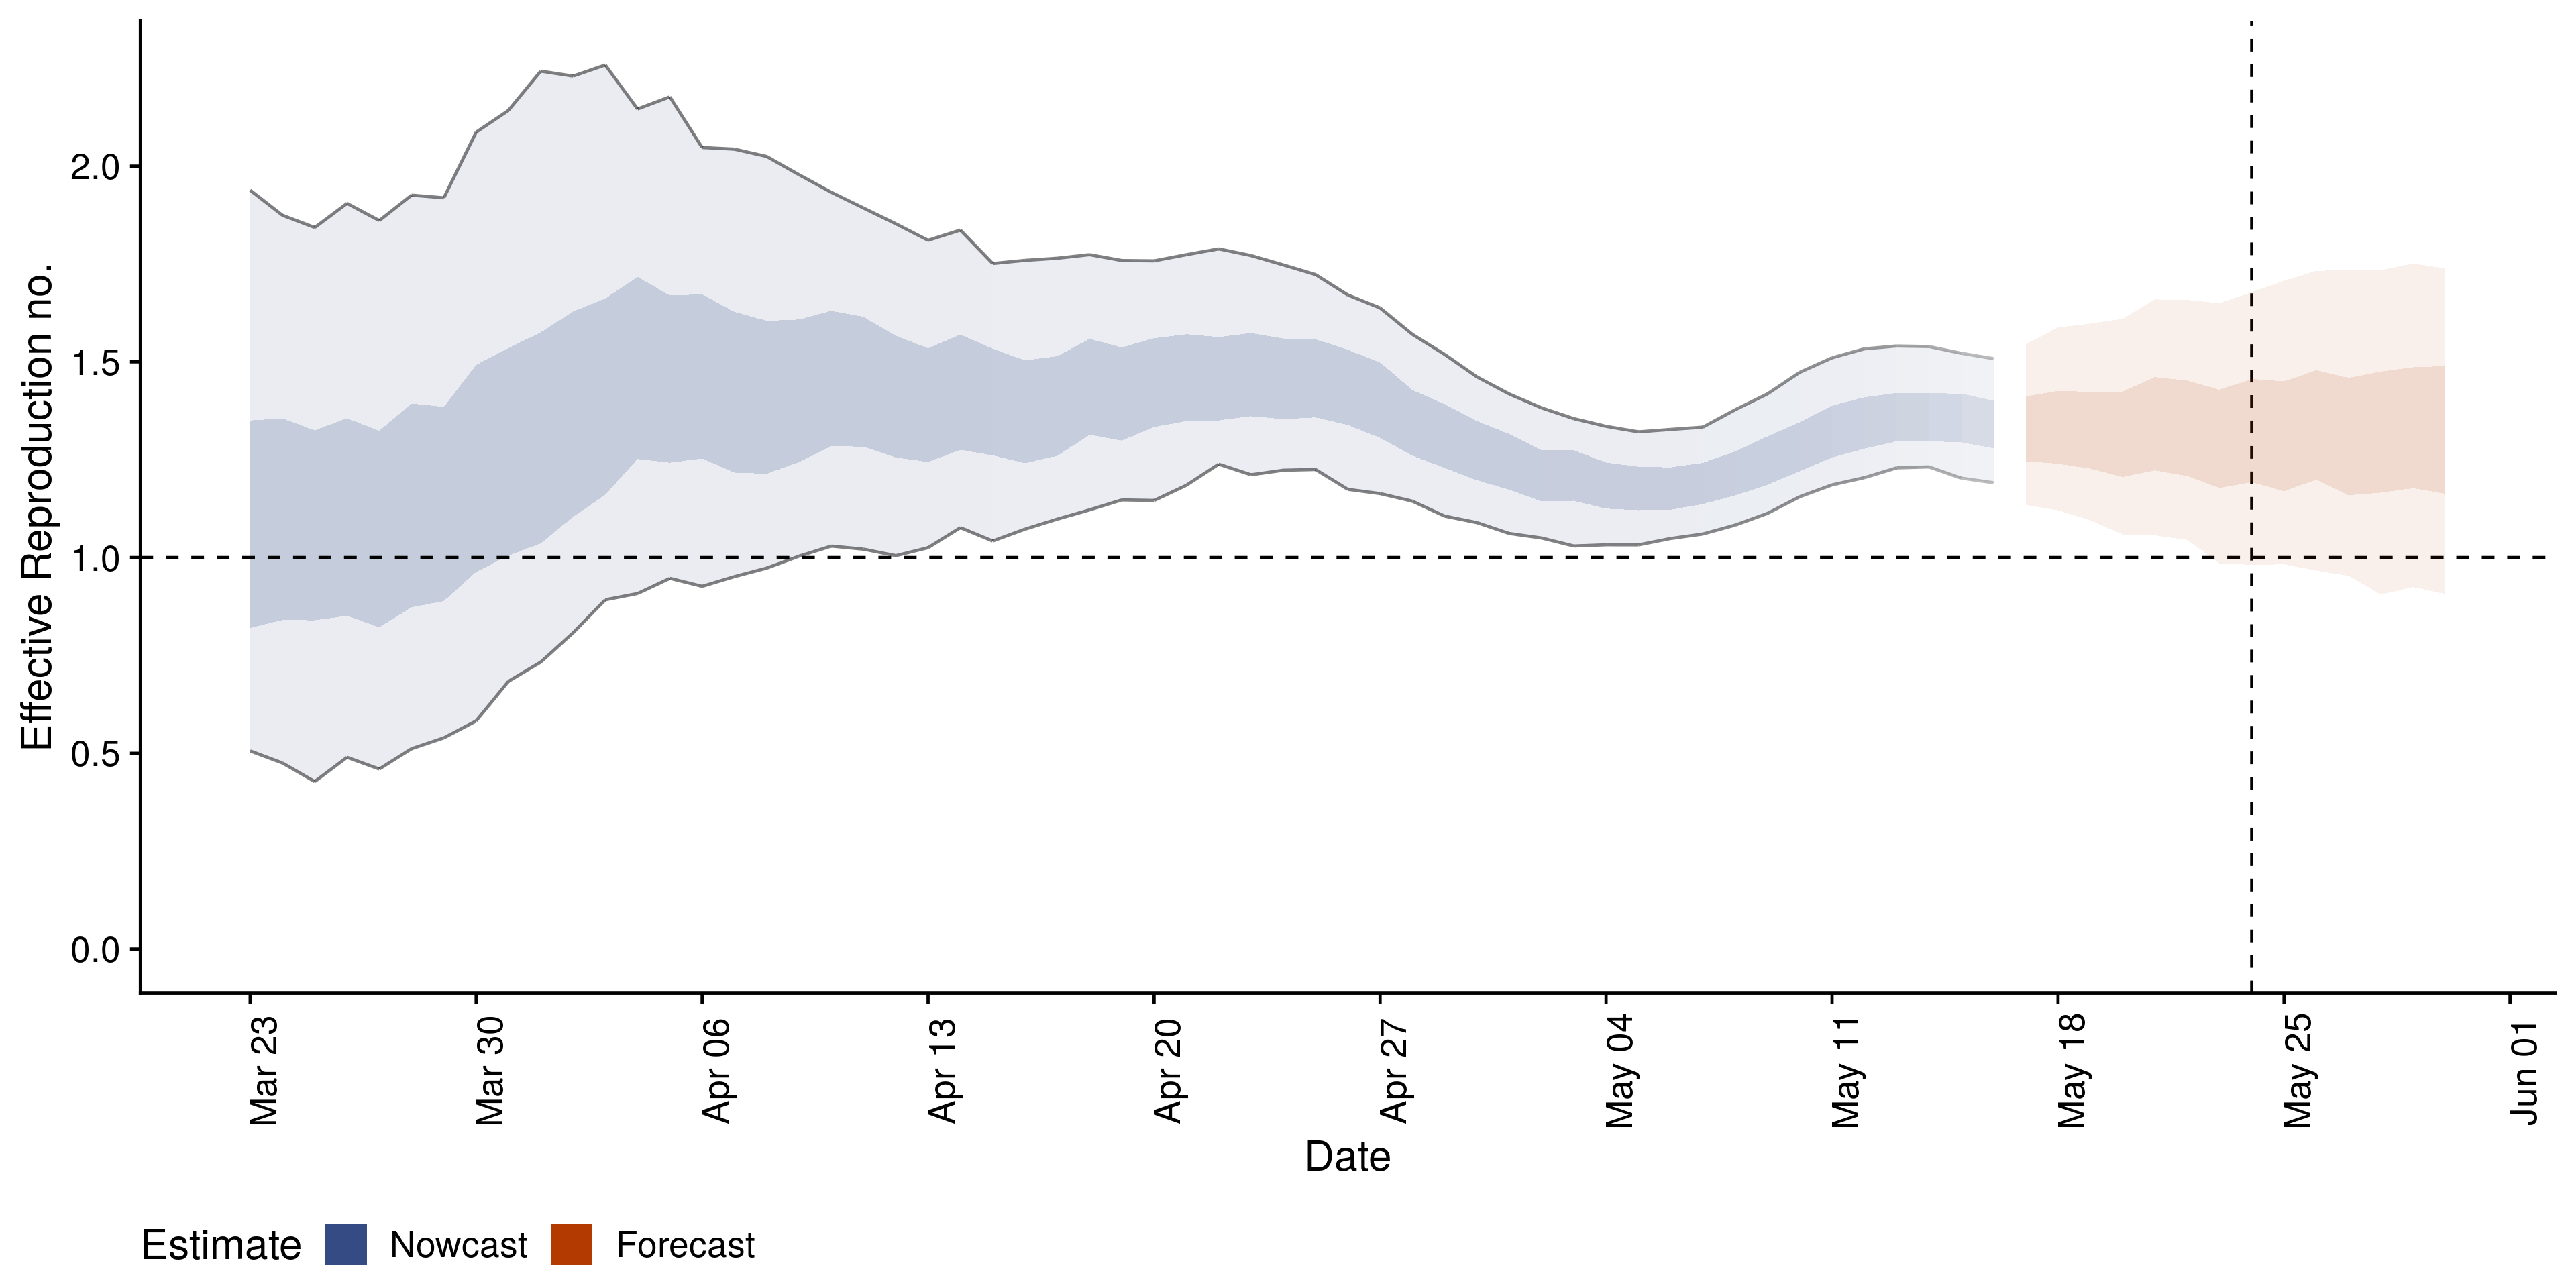 Effective Reproduction no.
2.0
1.5
1.0
0.5
0.0
Mar 23
Mar 30
Apr 06
Apr 13
Apr 20
Apr 27
May 04
May 11
May 18
May 25
Jun 01
Date
Estimate Nowcast Forecast